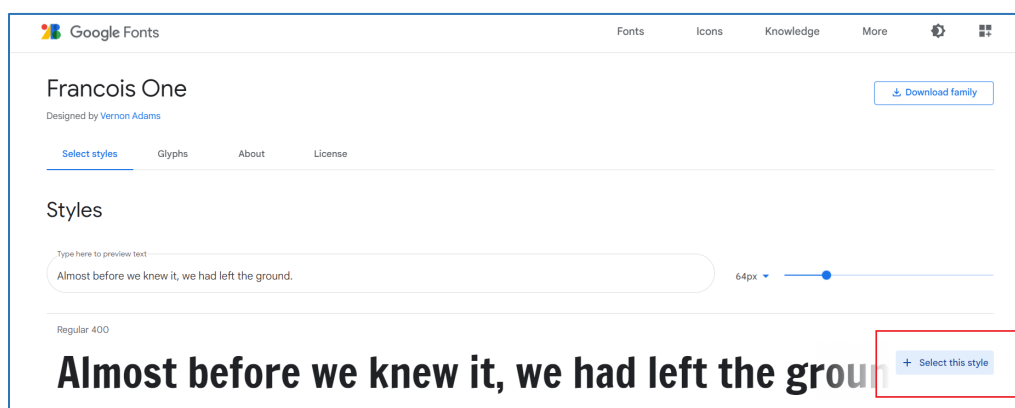 Google Fonts Fonts Icons Knowledge More
Francois One
Download family
Designed by Vernon Adams
Select styles Glyphs About License
Styles
Type here to preview text
Almost before we knew it, we had left the ground.
64px
Regular 400
Almost before we knew it, we had left the groun
+ Select this style